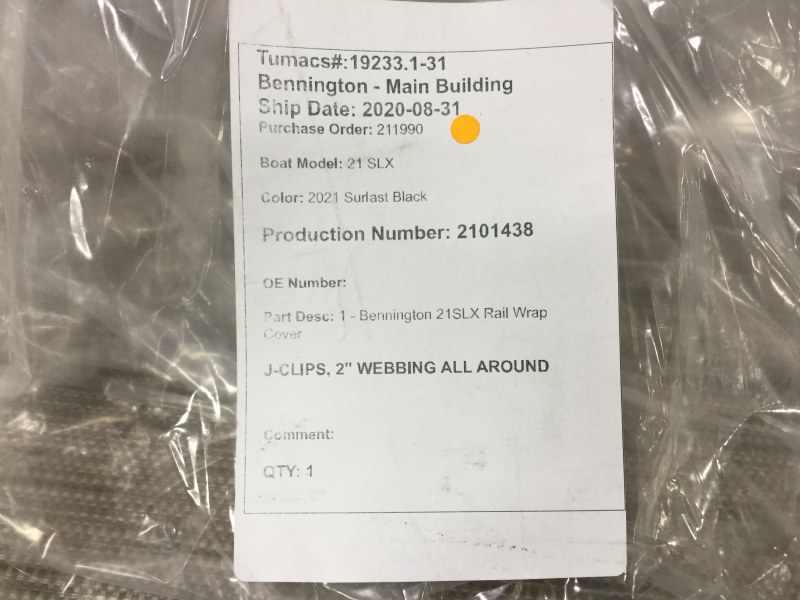 Tumacs#:19233.1-31
Bennington - Main Building
Ship Date: 2020-08-31
Purchase Order: 211990
Boat Model: 21 SLX
Color: 2021 Surlast Black
Production Number: 2101438
OE Number:
Part Desc: 1 - Bennington 21SLX Rail Wrap
Cover
J-CLIPS, 2" WEBBING ALL AROUND
Comment:
QTY: 1